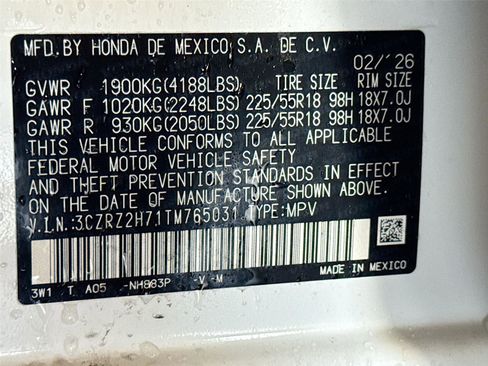 MFD.BY HONDA DE MEXICO S.A. DE C.V.
02/'26
GVWR 1900KG(4188LBS) TIRE SIZE RIM SIZE
GAWR F 1020KG(2248LBS) 225/55R18 98H 18X7.0J
GAWR R 930KG(2050LBS) 225/55R18 98H 18X7.0J
THIS VEHICLE CONFORMS TO ALL APPLICABLE
FEDERAL MOTOR VEHICLE SAFETY
AND THEFT PREVENTION STANDARDS IN EFFECT
ON THE DATE OF MANUFACTURE SHOWN ABOVE.
V.I.N.:3CZRZ2H71TM765031 TYPE:MPV
3W1 T A05 -NH883P -V -M
MADE IN MEXICO